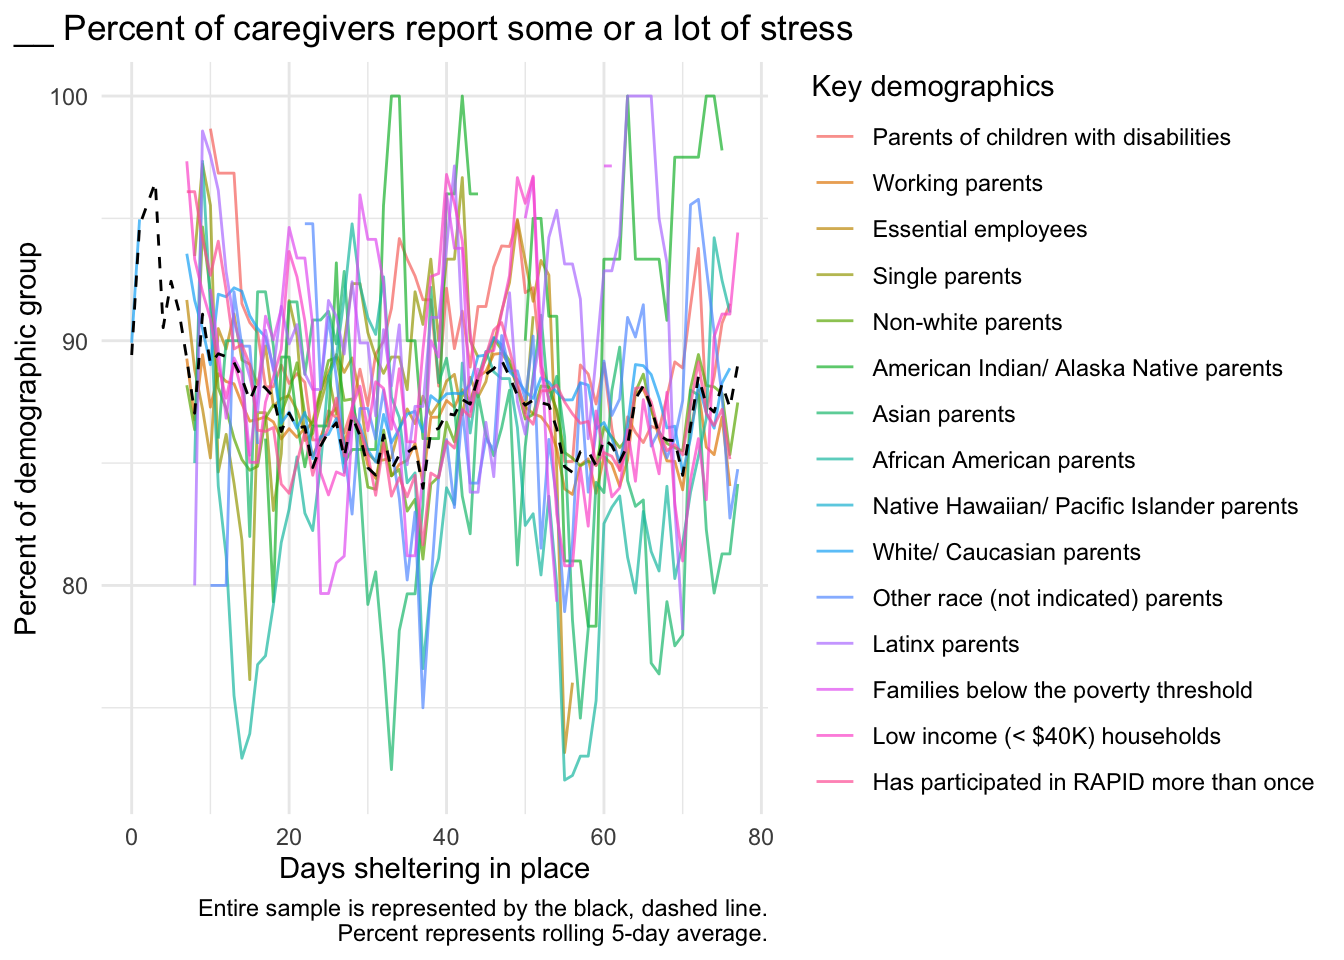 __ Percent of caregivers report some or a lot of stress
Percent of demographic group
100
90
80
0
20
40
60
80
Days sheltering in place
Entire sample is represented by the black, dashed line.
Percent represents rolling 5-day average.
Key demographics
Parents of children with disabilities
Working parents
Essential employees
Single parents
Non-white parents
American Indian/ Alaska Native parents
Asian parents
African American parents
Native Hawaiian/ Pacific Islander parents
White/ Caucasian parents
Other race (not indicated) parents
Latinx parents
Families below the poverty threshold
Low income (< $40K) households
Has participated in RAPID more than once